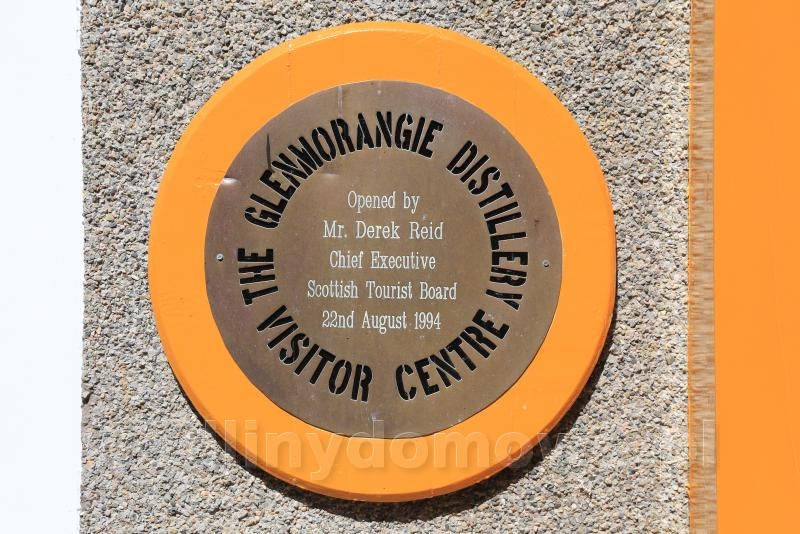 THE GLENMORANGIE DISTILLERY
VISITOR CENTRE
Opened by
Mr. Derek Reid
Chief Executive
Scottish Tourist Board
22nd August 1994